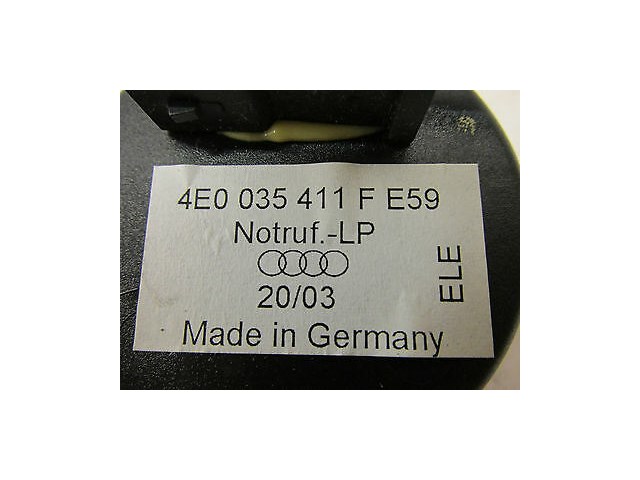 4E0 035 411 F E59
Notruf.-LP
20/03
Made in Germany
ELE